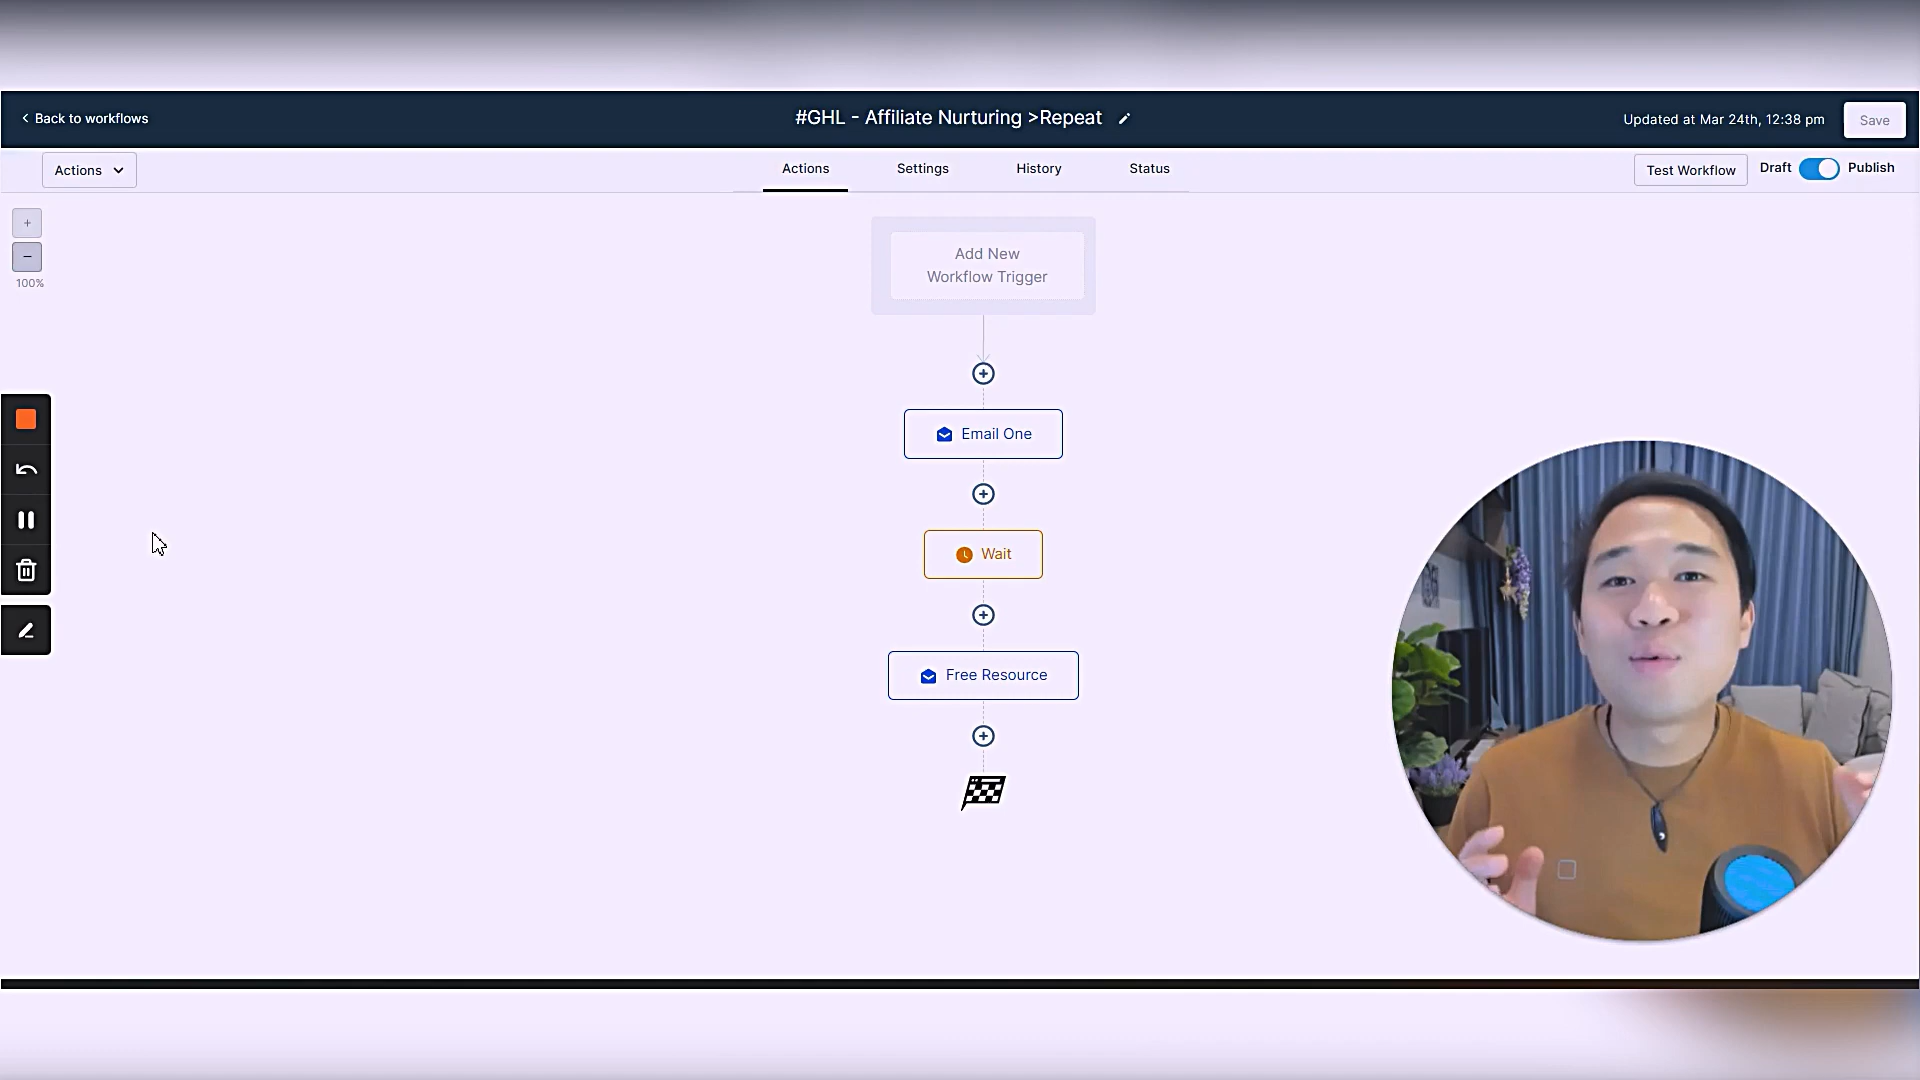 Back to workflows
#GHL - Affiliate Nurturing >Repeat
Updated at Mar 24th, 12:38 pm
Save
Actions
Actions
Settings
History
Status
Test Workflow
Draft
Publish
+
−
100%
Add New
Workflow Trigger
Email One
Wait
Free Resource